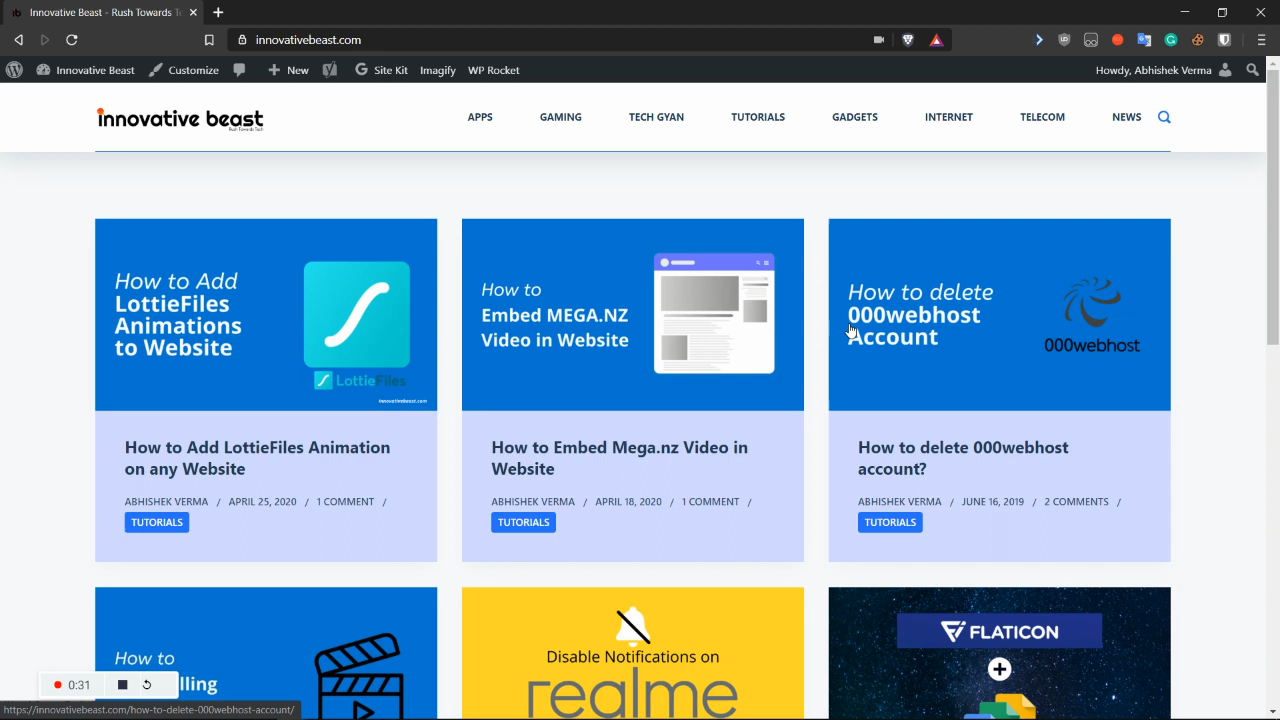 Innovative Beast - Rush Towards
innovativebeast.com
Innovative Beast
Customize
New
Site Kit
Imagify
WP Rocket
Howdy, Abhishek Verma
innovative beast
Rush Towards Tech
APPS
GAMING
TECH GYAN
TUTORIALS
GADGETS
INTERNET
TELECOM
NEWS
How to Add
LottieFiles
Animations
to Website
LottieFiles
innovativebeast.com
How to
Embed MEGA.NZ
Video in Website
How to delete
000webhost
Account
000webhost
How to Add LottieFiles Animation
on any Website
ABHISHEK VERMA / APRIL 25, 2020 / 1 COMMENT /
TUTORIALS
How to Embed Mega.nz Video in
Website
ABHISHEK VERMA / APRIL 18, 2020 / 1 COMMENT /
TUTORIALS
How to delete 000webhost
account?
ABHISHEK VERMA / JUNE 16, 2019 / 2 COMMENTS /
TUTORIALS
How to
lling
Disable Notifications on
realme
FLATICON
0:31
https://innovativebeast.com/how-to-delete-000webhost-account/